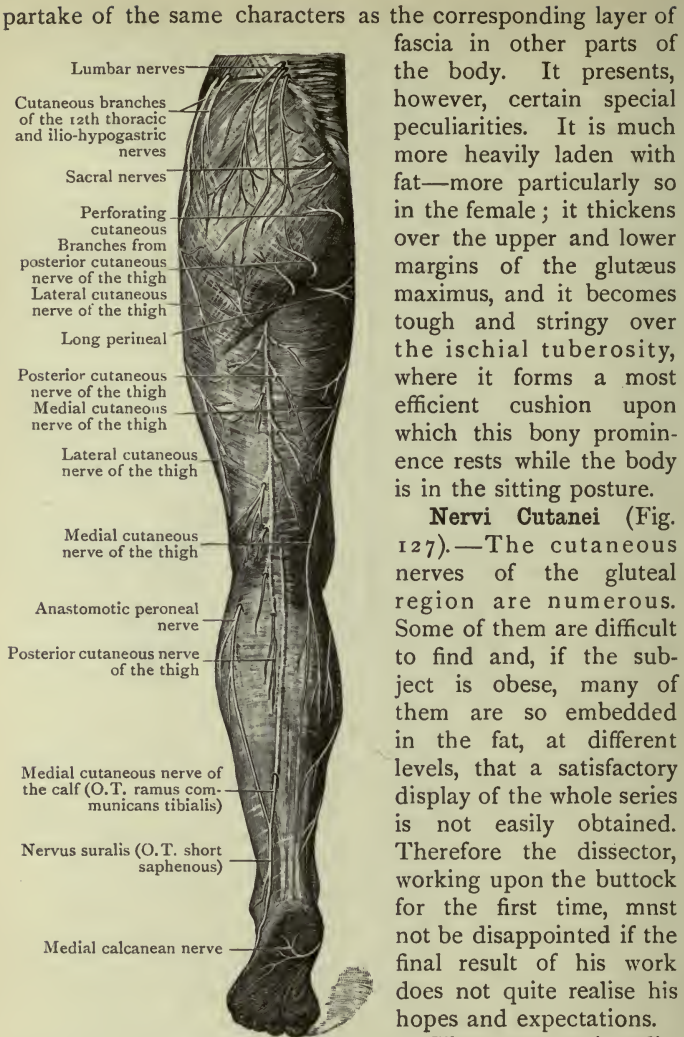 partake of the same characters as the corresponding layer of
fascia in other parts of
the body. It presents,
however, certain special
peculiarities. It is much
more heavily laden with
fat—more particularly so
in the female; it thickens
over the upper and lower
margins of the glutæus
maximus, and it becomes
tough and stringy over
the ischial tuberosity,
where it forms a most
efficient cushion upon
which this bony promin-
ence rests while the body
is in the sitting posture.
Nervi Cutanei (Fig.
127).—The cutaneous
nerves of the gluteal
region are numerous.
Some of them are difficult
to find and, if the sub-
ject is obese, many of
them are so embedded
in the fat, at different
levels, that a satisfactory
display of the whole series
is not easily obtained.
Therefore the dissector,
working upon the buttock
for the first time, mnst
not be disappointed if the
final result of his work
does not quite realise his
hopes and expectations.
Lumbar nerves
Cutaneous branches
of the 12th thoracic
and ilio-hypogastric
nerves
Sacral nerves
Perforating
cutaneous
Branches from
posterior cutaneous
nerve of the thigh
Lateral cutaneous
nerve of the thigh
Long perineal
Posterior cutaneous
nerve of the thigh
Medial cutaneous
nerve of the thigh
Lateral cutaneous
nerve of the thigh
Medial cutaneous
nerve of the thigh
Anastomotic peroneal
nerve
Posterior cutaneous nerve
of the thigh
Medial cutaneous nerve of
the calf (O.T. ramus com-
municans tibialis)
Nervus suralis (O.T. short
saphenous)
Medial calcanean nerve